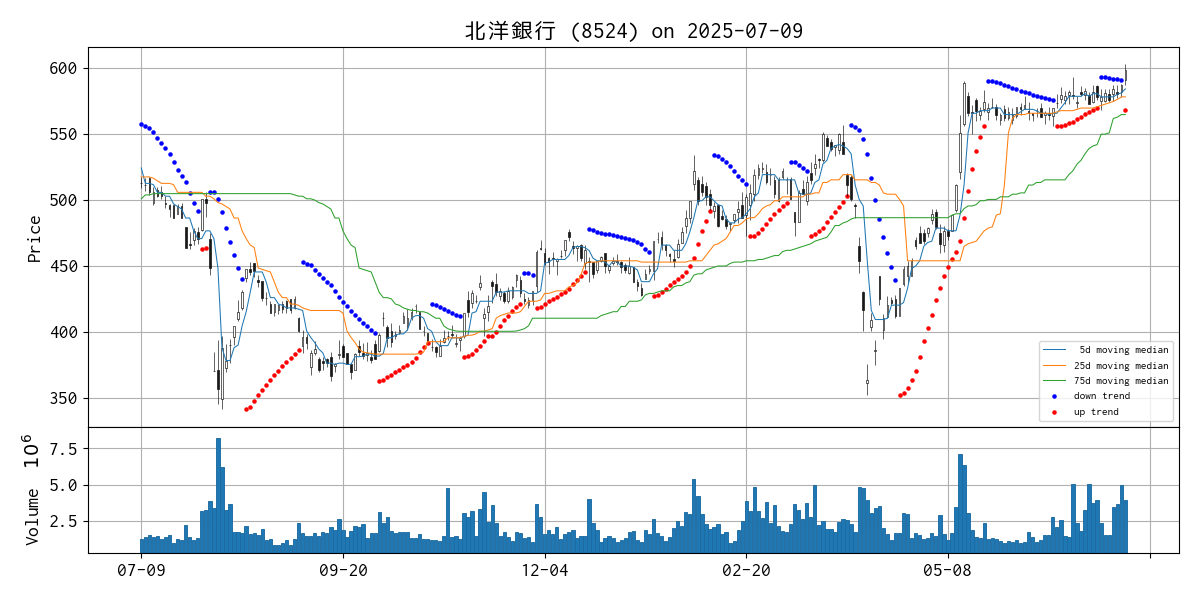 北洋銀行 (8524) on 2025-07-09
Price
600
550
500
450
400
350
5d moving median
25d moving median
75d moving median
down trend
up trend
Volume 10^6
7.5
5.0
2.5
07-09 09-20 12-04 02-20 05-08